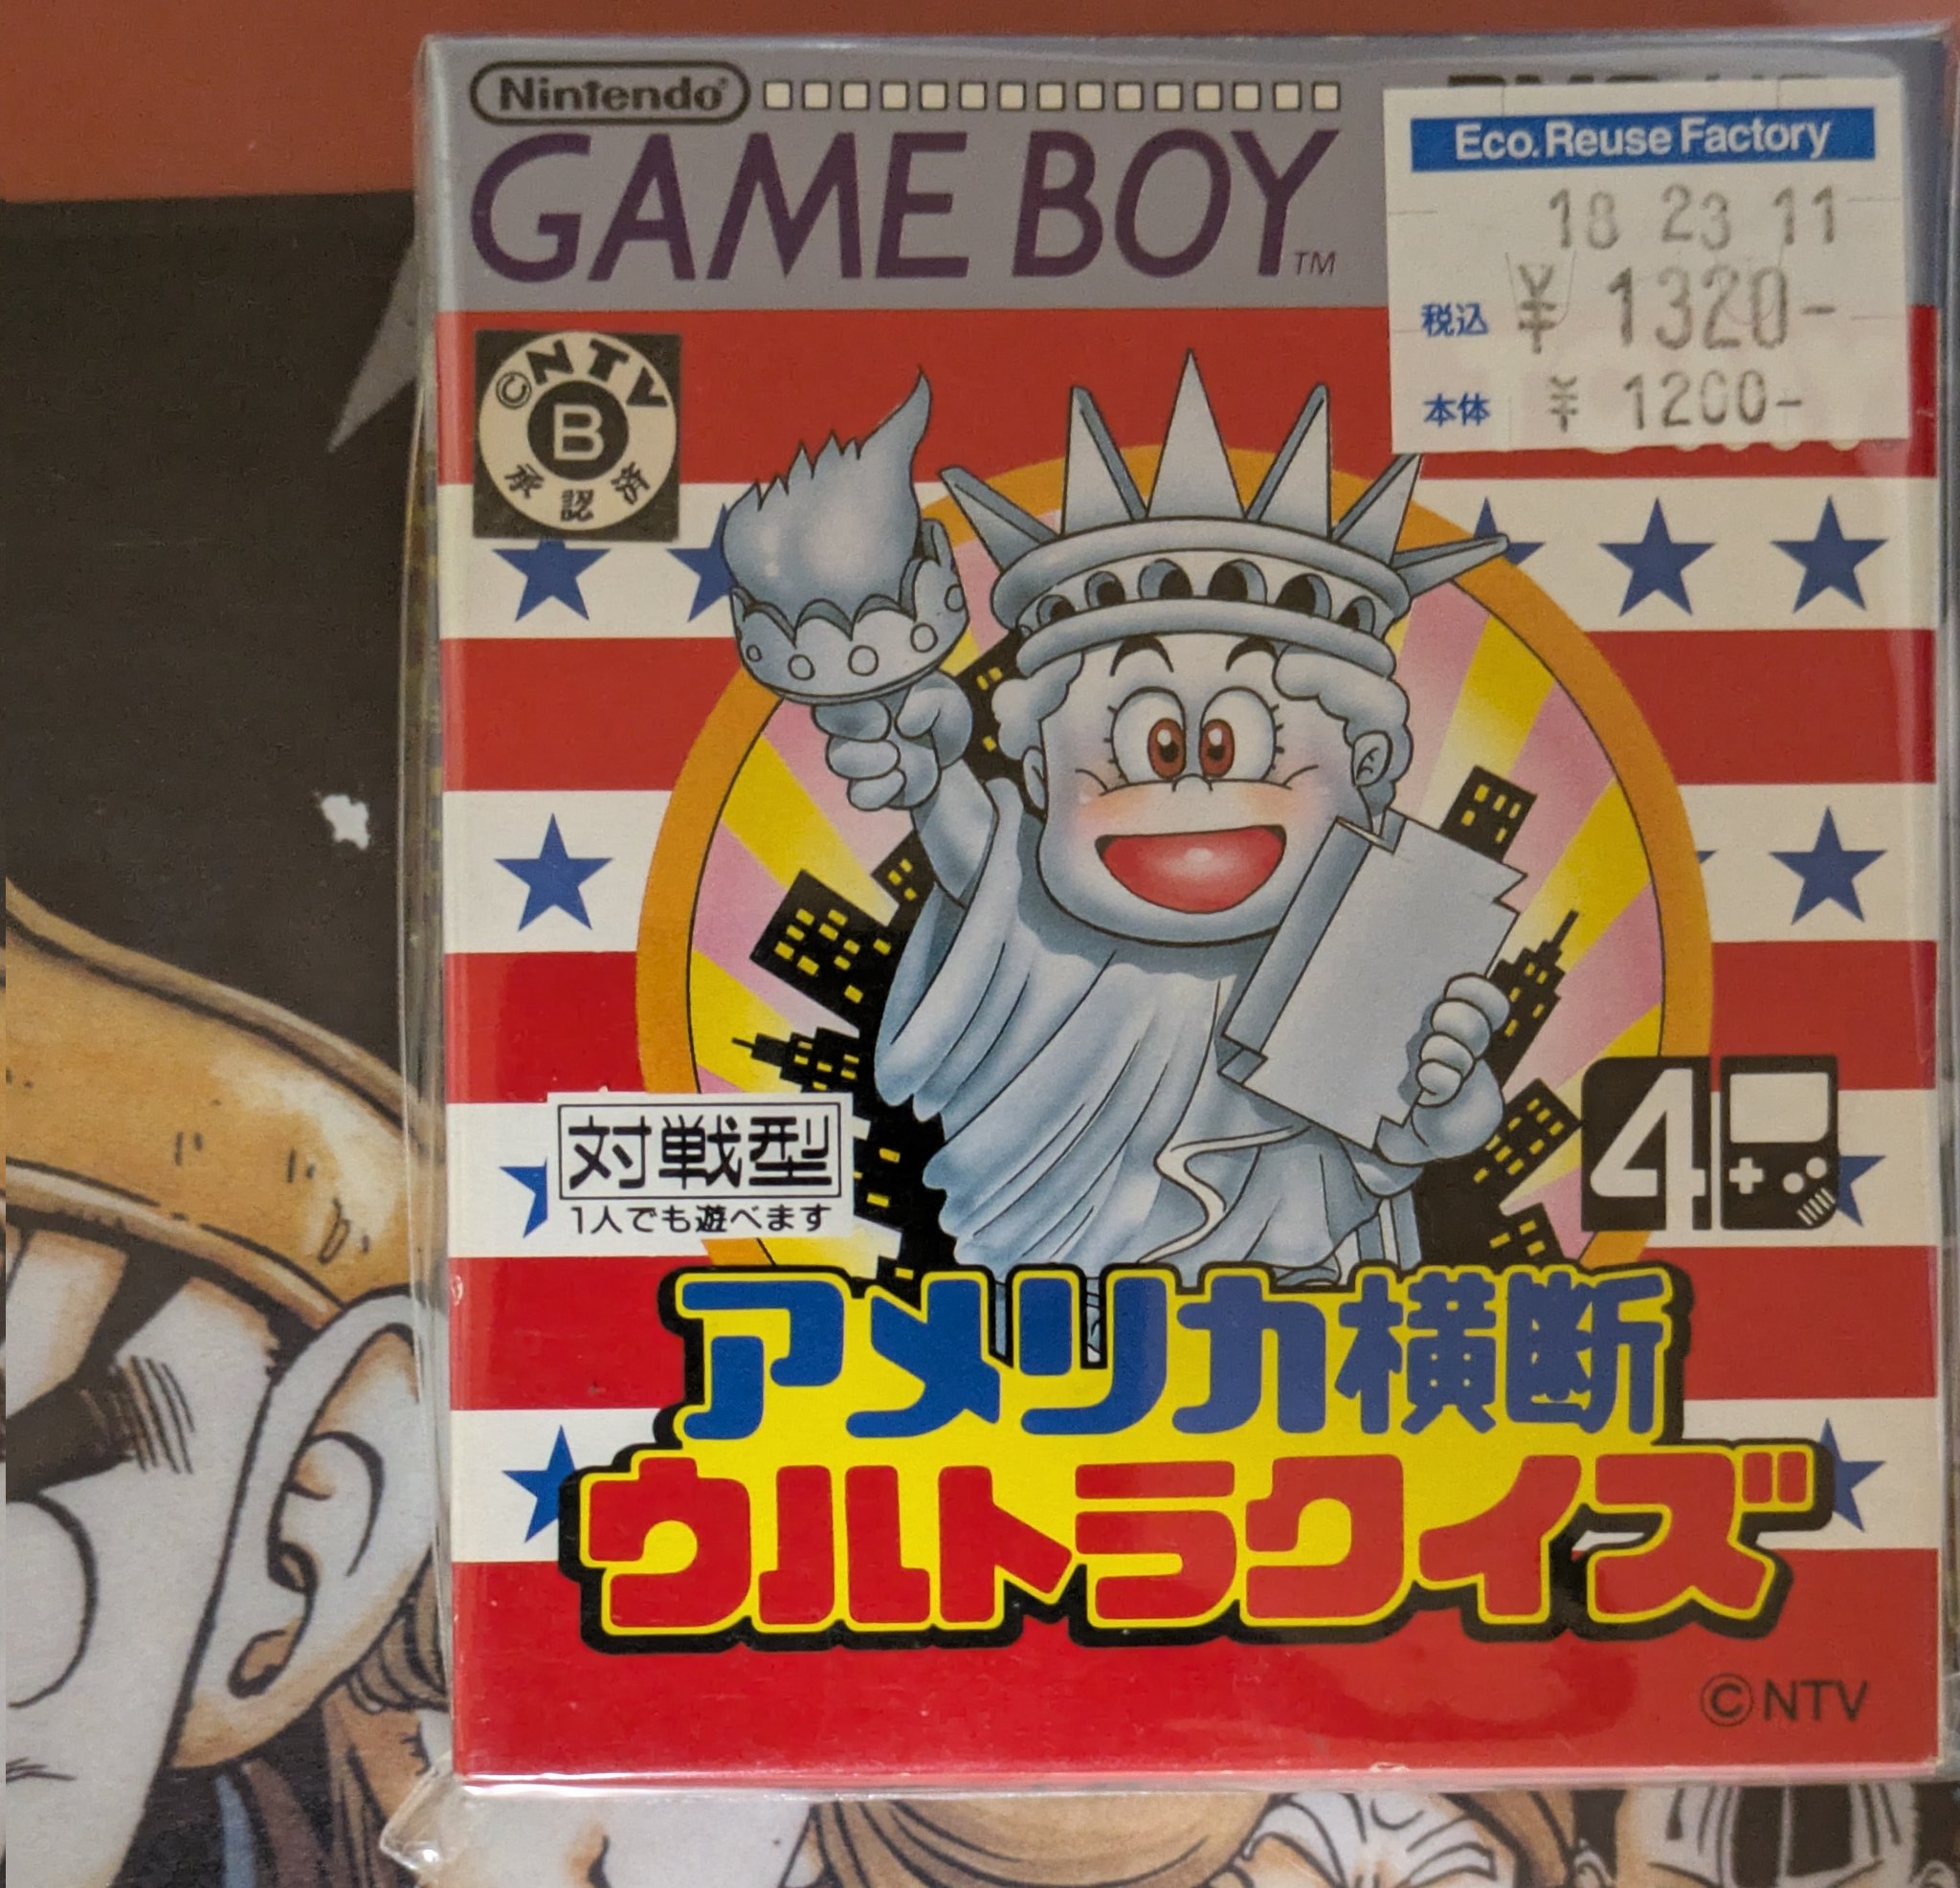 Nintendo®
GAME BOY™
Eco.Reuse Factory
18 23 11
税込 ¥ 1320-
本体 ¥ 1200-
©NTV
B
承認済
対戦型
1人でも遊べます
4
アメリカ横断
ウルトラクイズ
©NTV